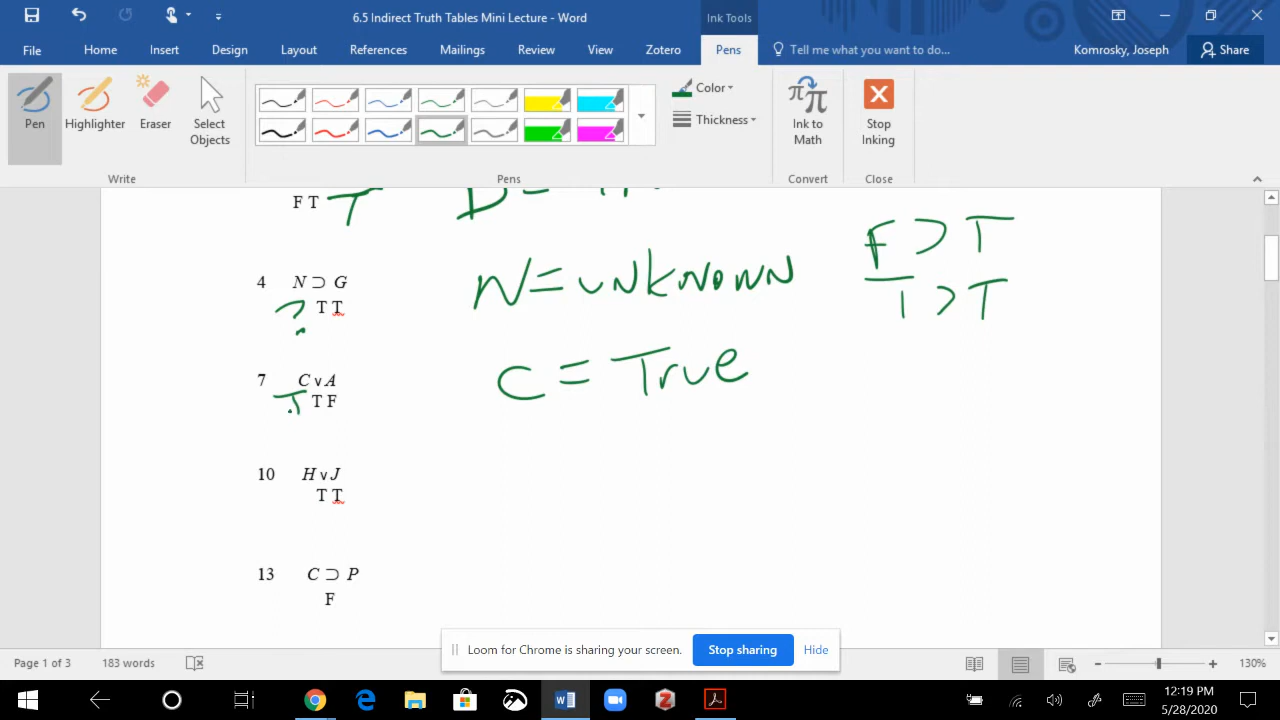 6.5 Indirect Truth Tables Mini Lecture - Word
Ink Tools
File Home Insert Design Layout References Mailings Review View Zotero Pens Tell me what you want to do... Komrosky, Joseph Share
Pen Highlighter Eraser Select Objects
Color
Thickness
Ink to Math
Stop Inking
Write Pens Convert Close
F T T
F ⊃ T
T ⊃ T
4 N ⊃ G
? T T
N = UNKNOWN
7 C v A
T T F
C = True
10 H v J
T T
13 C ⊃ P
F
Loom for Chrome is sharing your screen. Stop sharing Hide
Page 1 of 3 183 words 130%
12:19 PM
5/28/2020